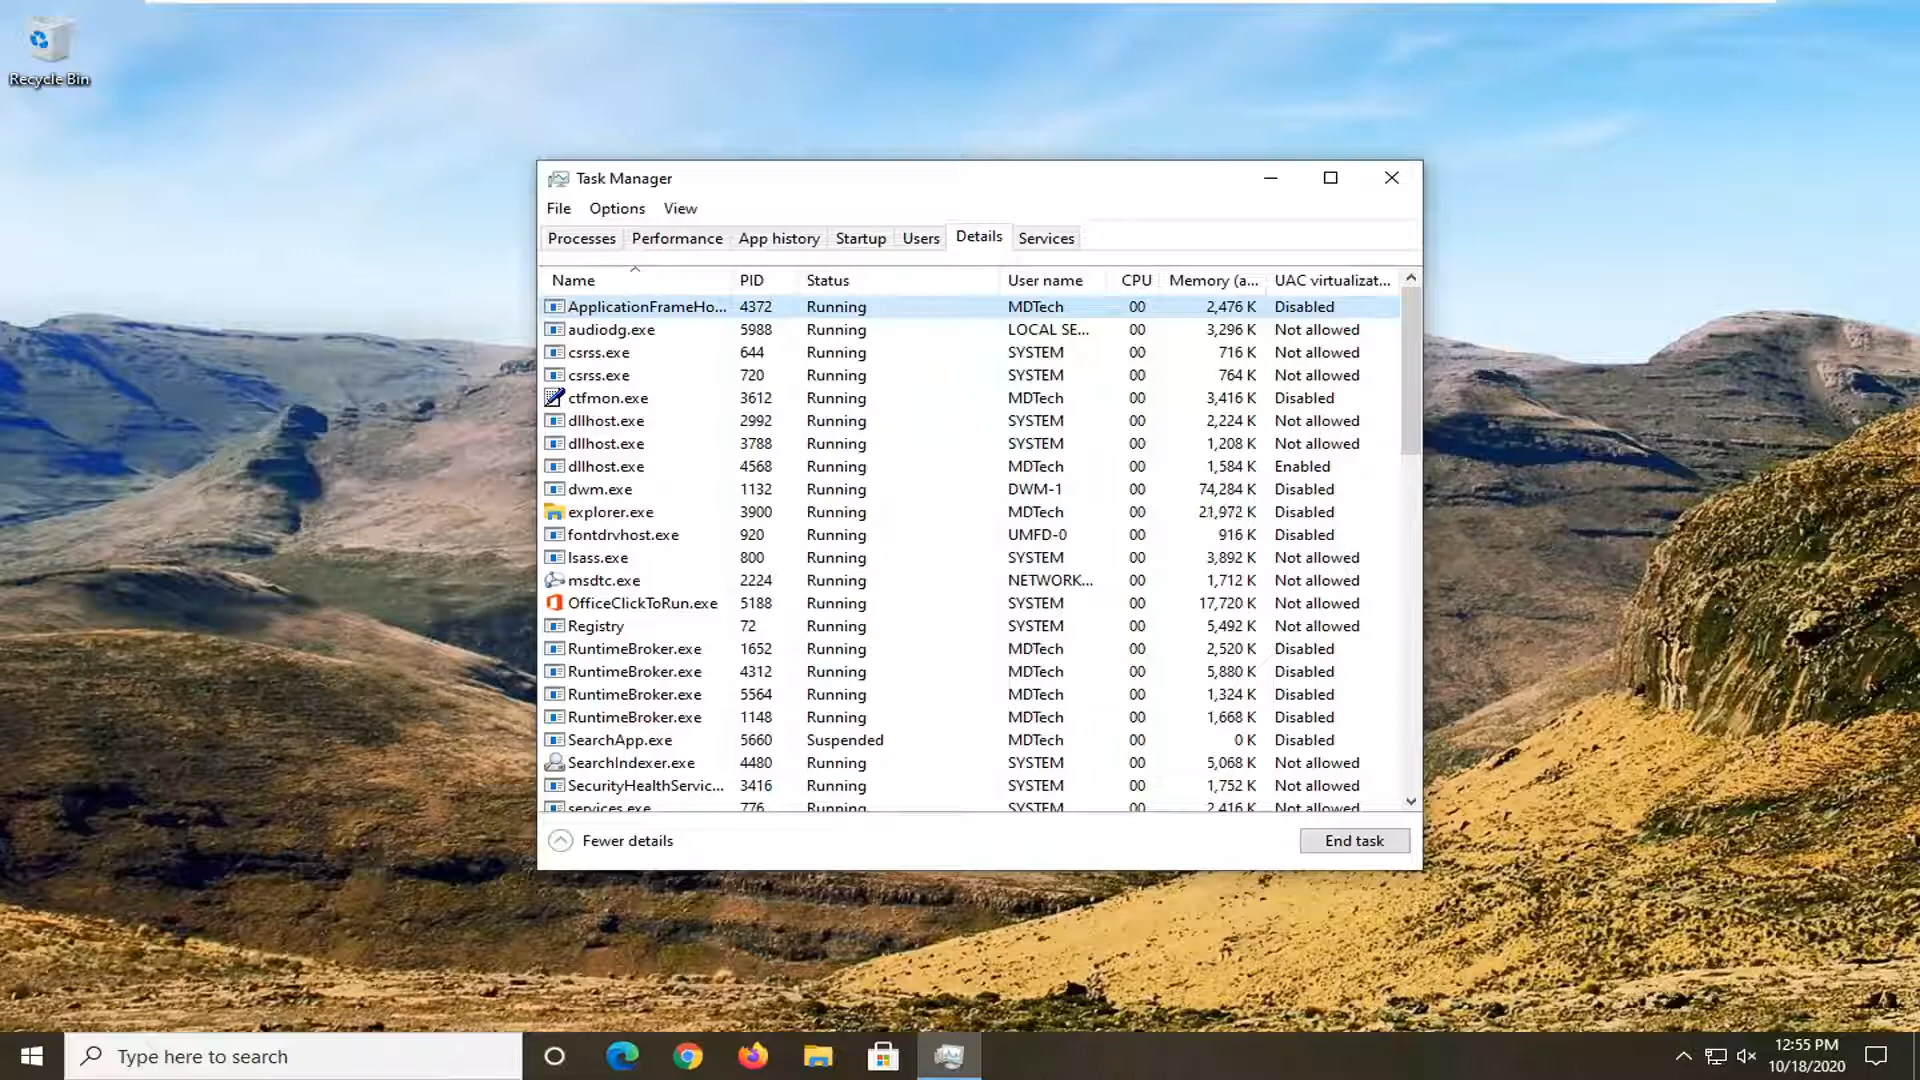 Recycle Bin
Task Manager
File Options View
Processes Performance App history Startup Users Details Services
Name PID Status User name CPU Memory (a... UAC virtualizat...
ApplicationFrameHo... 4372 Running MDTech 00 2,476 K Disabled
audiodg.exe 5988 Running LOCAL SE... 00 3,296 K Not allowed
csrss.exe 644 Running SYSTEM 00 716 K Not allowed
csrss.exe 720 Running SYSTEM 00 764 K Not allowed
ctfmon.exe 3612 Running MDTech 00 3,416 K Disabled
dllhost.exe 2992 Running SYSTEM 00 2,224 K Not allowed
dllhost.exe 3788 Running SYSTEM 00 1,208 K Not allowed
dllhost.exe 4568 Running MDTech 00 1,584 K Enabled
dwm.exe 1132 Running DWM-1 00 74,284 K Disabled
explorer.exe 3900 Running MDTech 00 21,972 K Disabled
fontdrvhost.exe 920 Running UMFD-0 00 916 K Disabled
lsass.exe 800 Running SYSTEM 00 3,892 K Not allowed
msdtc.exe 2224 Running NETWORK... 00 1,712 K Not allowed
OfficeClickToRun.exe 5188 Running SYSTEM 00 17,720 K Not allowed
Registry 72 Running SYSTEM 00 5,492 K Not allowed
RuntimeBroker.exe 1652 Running MDTech 00 2,520 K Disabled
RuntimeBroker.exe 4312 Running MDTech 00 5,880 K Disabled
RuntimeBroker.exe 5564 Running MDTech 00 1,324 K Disabled
RuntimeBroker.exe 1148 Running MDTech 00 1,668 K Disabled
SearchApp.exe 5660 Suspended MDTech 00 0 K Disabled
SearchIndexer.exe 4480 Running SYSTEM 00 5,068 K Not allowed
SecurityHealthServic... 3416 Running SYSTEM 00 1,752 K Not allowed
services.exe 776 Running SYSTEM 00 2,416 K Not allowed
Fewer details End task
Type here to search
12:55 PM
10/18/2020